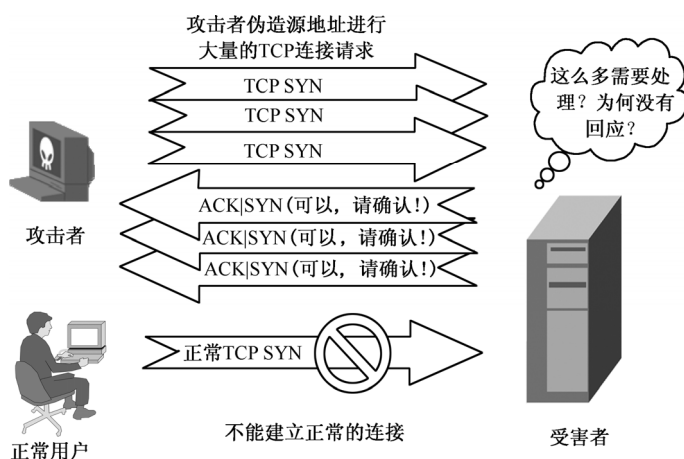 攻击者伪造源地址进行
大量的TCP连接请求
TCP SYN
TCP SYN
TCP SYN
这么多需要处
理？为何没有
回应？
攻击者
ACK|SYN(可以，请确认!)
ACK|SYN(可以，请确认!)
ACK|SYN(可以，请确认!)
正常TCP SYN
不能建立正常的连接
正常用户
受害者